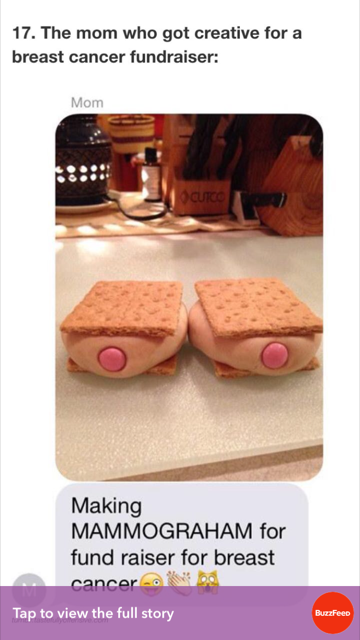 17. The mom who got creative for a
breast cancer fundraiser:
Mom
CUTCO
Making
MAMMOGRAHAM for
fund raiser for breast
cancer😜👏🙀
M
Tap to view the full story
BuzzFeed